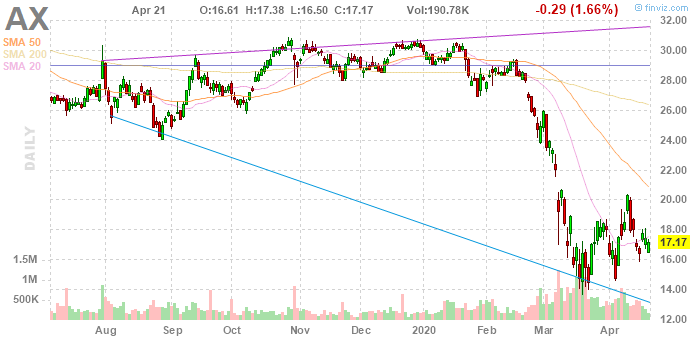 AX Apr 21 O:16.61 H:17.38 L:16.50 C:17.17 Vol:190.78K -0.29 (1.66%) © finviz.com
SMA 50
SMA 200
SMA 20
DAILY
32.00
30.00
28.00
26.00
24.00
22.00
20.00
18.00
17.17
16.00
14.00
12.00
1.5M
1M
500K
Aug Sep Oct Nov Dec 2020 Feb Mar Apr